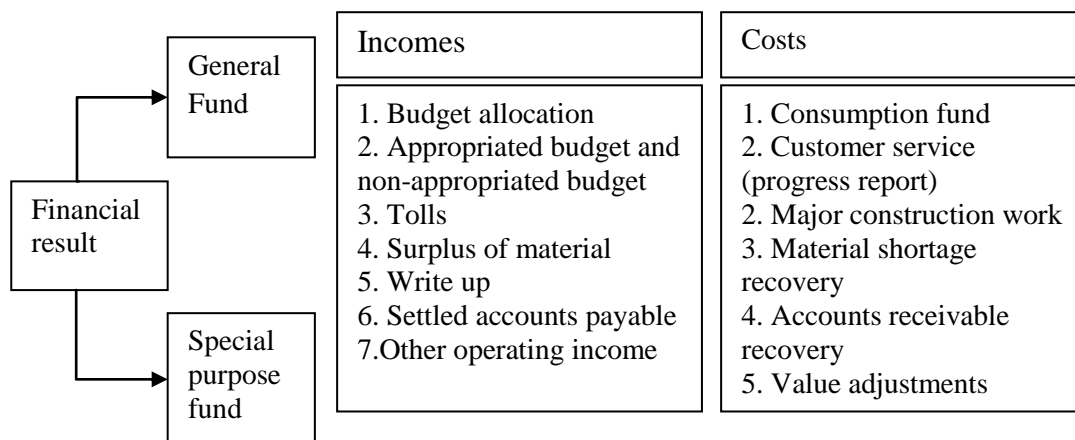 General
Fund
Financial
result
Special
purpose
fund
Incomes
1. Budget allocation
2. Appropriated budget and
non-appropriated budget
3. Tolls
4. Surplus of material
5. Write up
6. Settled accounts payable
7.Other operating income
Costs
1. Consumption fund
2. Customer service
(progress report)
2. Major construction work
3. Material shortage
recovery
4. Accounts receivable
recovery
5. Value adjustments